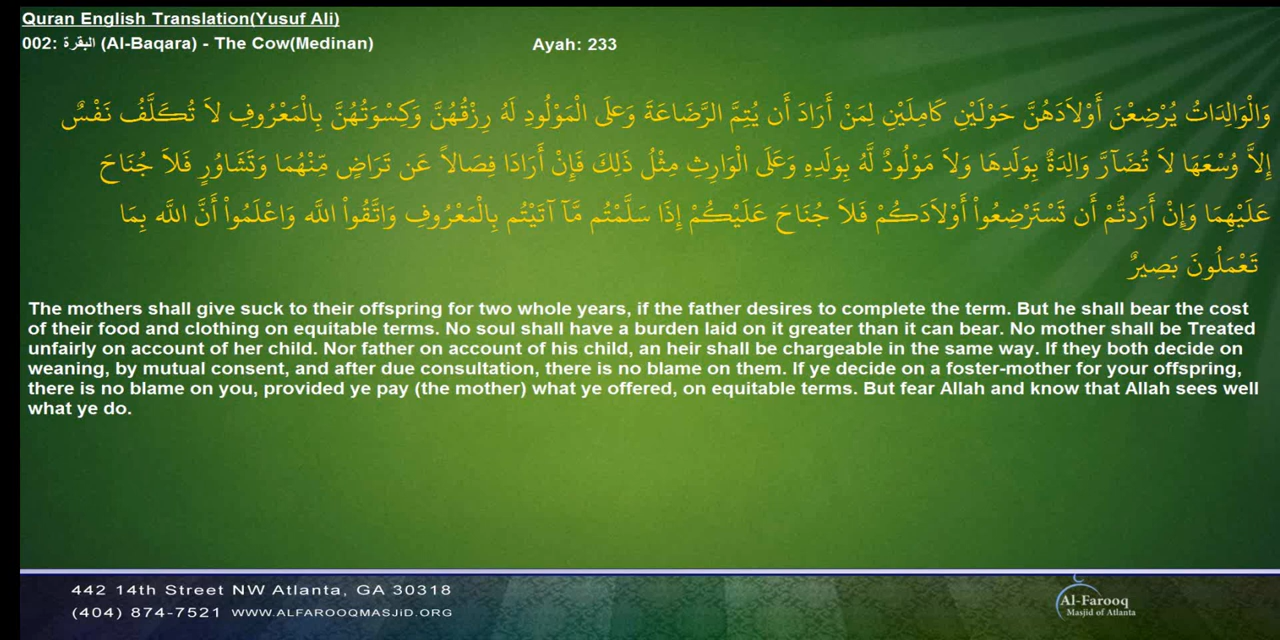 Quran English Translation(Yusuf Ali)
002: البقرة (Al-Baqara) - The Cow(Medinan)
Ayah: 233
وَالْوَالِدَاتُ يُرْضِعْنَ أَوْلاَدَهُنَّ حَوْلَيْنِ كَامِلَيْنِ لِمَنْ أَرَادَ أَن يُتِمَّ الرَّضَاعَةَ وَعلَى الْمَوْلُودِ لَهُ رِزْقُهُنَّ وَكِسْوَتُهُنَّ بِالْمَعْرُوفِ لاَ تُكَلَّفُ نَفْسٌ
إِلاَّ وُسْعَهَا لاَ تُضَآرَّ وَالِدَةٌ بِوَلَدِهَا وَلاَ مَوْلُودٌ لَّهُ بِوَلَدِهِ وَعَلَى الْوَارِثِ مِثْلُ ذَلِكَ فَإِنْ أَرَادَا فِصَالاً عَن تَرَاضٍ مِّنْهُمَا وَتَشَاوُرٍ فَلاَ جُنَاحَ
عَلَيْهِمَا وَإِنْ أَرَدتُّمْ أَن تَسْتَرْضِعُواْ أَوْلاَدَكُمْ فَلاَ جُنَاحَ عَلَيْكُمْ إِذَا سَلَّمْتُم مَّآ آتَيْتُم بِالْمَعْرُوفِ وَاتَّقُواْ اللّه وَاعْلَمُواْ أَنَّ اللّه بِمَا
تَعْمَلُونَ بَصِيرٌ
The mothers shall give suck to their offspring for two whole years, if the father desires to complete the term. But he shall bear the cost
of their food and clothing on equitable terms. No soul shall have a burden laid on it greater than it can bear. No mother shall be Treated
unfairly on account of her child. Nor father on account of his child, an heir shall be chargeable in the same way. If they both decide on
weaning, by mutual consent, and after due consultation, there is no blame on them. If ye decide on a foster-mother for your offspring,
there is no blame on you, provided ye pay (the mother) what ye offered, on equitable terms. But fear Allah and know that Allah sees well
what ye do.
442 14th Street NW Atlanta, GA 30318
(404) 874-7521 WWW.ALFAROOQMASJiD.ORG
Al-Farooq
Masjid of Atlanta